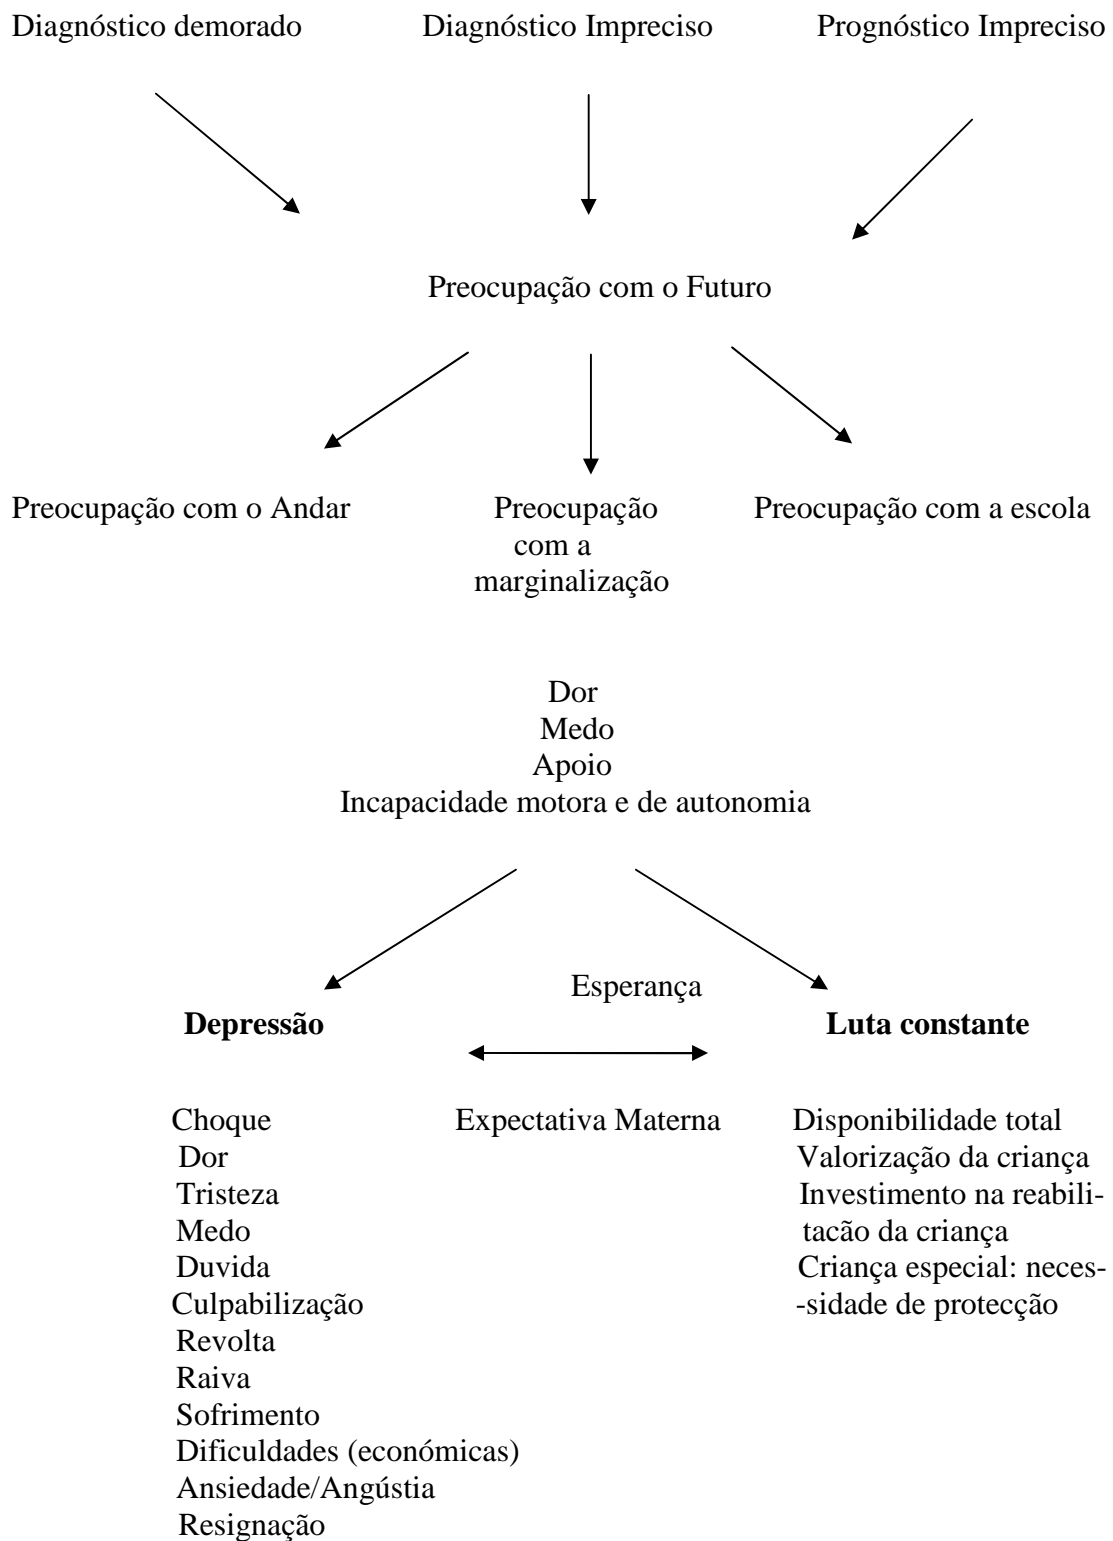 Diagnóstico demorado
Diagnóstico Impreciso
Prognóstico Impreciso
Preocupação com o Futuro
Preocupação com o Andar
Preocupação
com a
marginalização
Preocupação com a escola
Dor
Medo
Apoio
Incapacidade motora e de autonomia
Esperança
Depressão
Luta constante
Choque
Dor
Tristeza
Medo
Duvida
Culpabilização
Revolta
Raiva
Sofrimento
Dificuldades (económicas)
Ansiedade/Angústia
Resignação
Expectativa Materna
Disponibilidade total
Valorização da criança
Investimento na reabili-
tacão da criança
Criança especial: neces-
-sidade de protecção